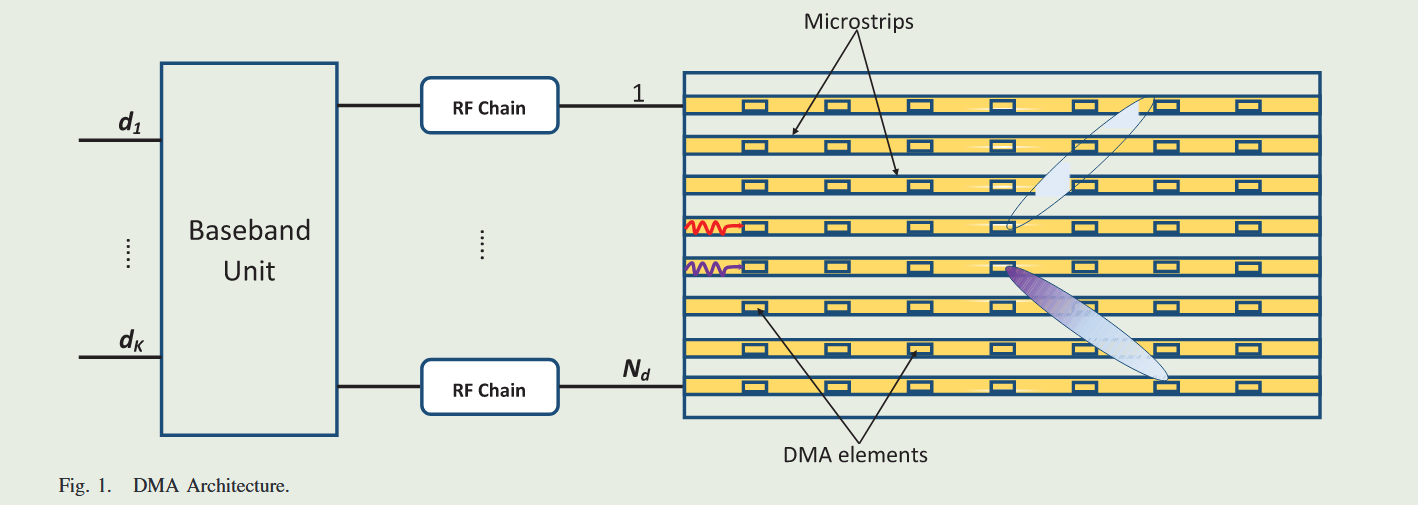 Microstrips
d1
RF Chain
1
Baseband
Unit
dK
RF Chain
Nd
DMA elements
Fig. 1. DMA Architecture.